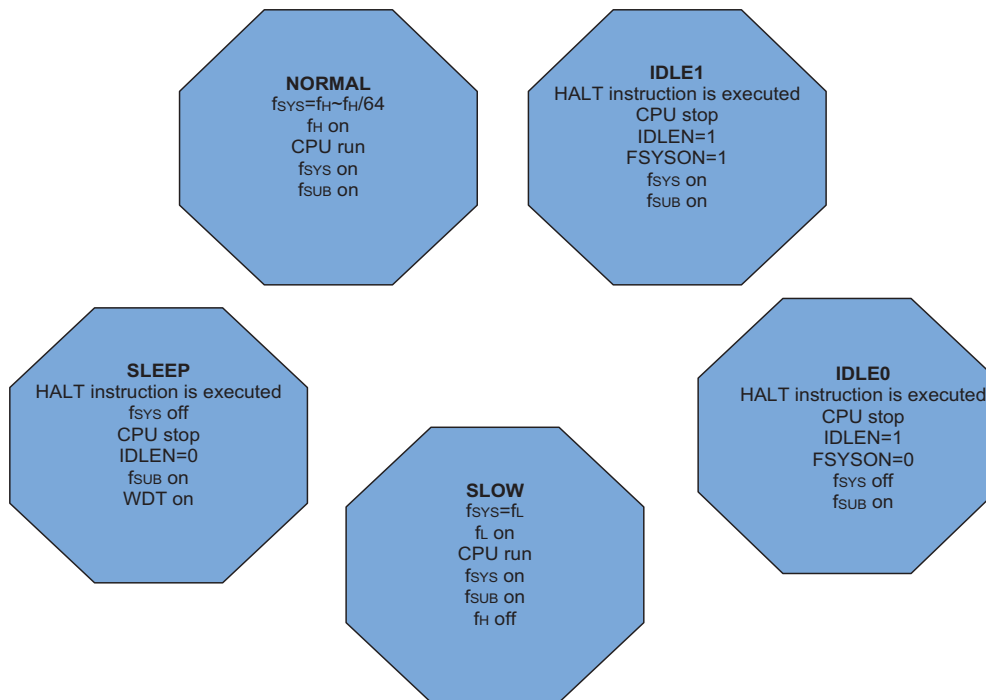 NORMAL
fSYS=fH~fH/64
fH on
CPU run
fSYS on
fSUB on
IDLE1
HALT instruction is executed
CPU stop
IDLEN=1
FSYSON=1
fSYS on
fSUB on
SLEEP
HALT instruction is executed
fSYS off
CPU stop
IDLEN=0
fSUB on
WDT on
IDLE0
HALT instruction is executed
CPU stop
IDLEN=1
FSYSON=0
fSYS off
fSUB on
SLOW
fSYS=fL
fL on
CPU run
fSYS on
fSUB on
fH off